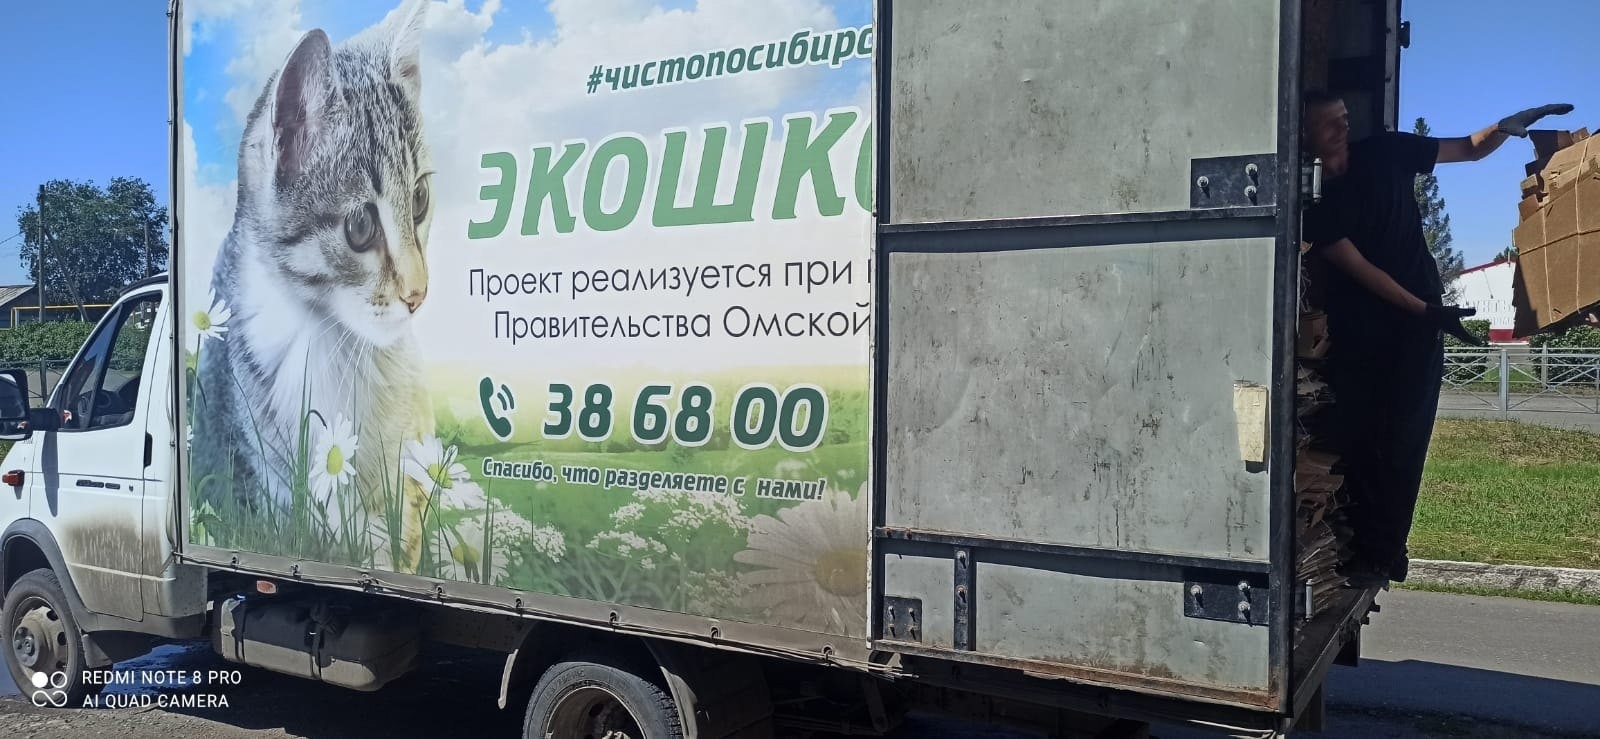 #чистопосибирс
ЭКОШК
Проект реализуется при
Правительства Омской
38 68 00
Спасибо, что разделяете с нами!
REDMI NOTE 8 PRO
AI QUAD CAMERA